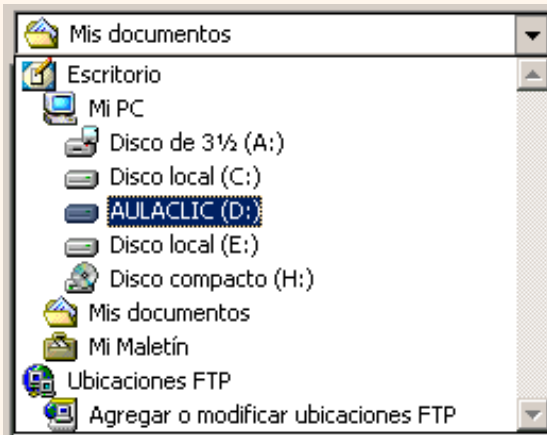 Mis documentos
Escritorio
Mi PC
Disco de 3½ (A:)
Disco local (C:)
AULACLIC (D:)
Disco local (E:)
Disco compacto (H:)
Mis documentos
Mi Maletín
Ubicaciones FTP
Agregar o modificar ubicaciones FTP